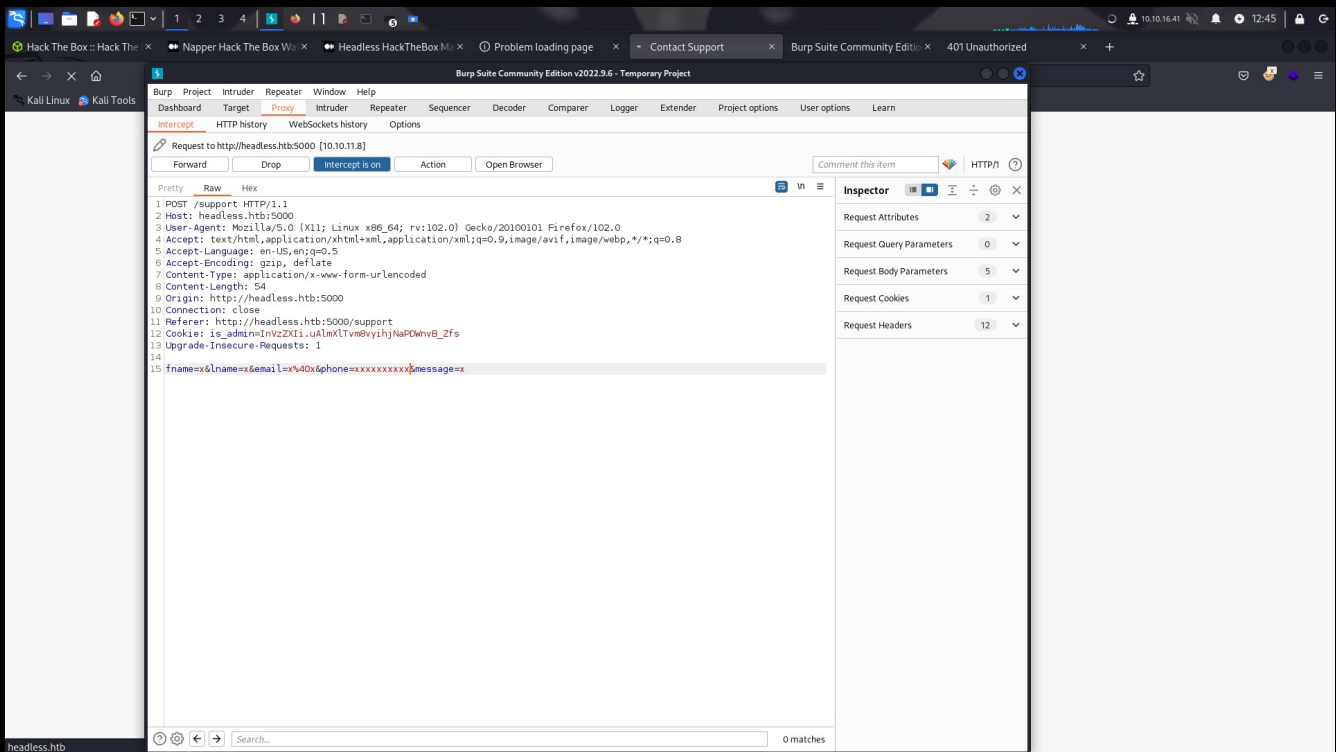 1 2 3 4 10.10.16.41 12:45
Hack The Box :: Hack The Napper Hack The Box Wa Headless HackTheBox Ma Problem loading page Contact Support Burp Suite Community Editio 401 Unauthorized
Kali Linux Kali Tools
Burp Suite Community Edition v2022.9.6 - Temporary Project
Burp Project Intruder Repeater Window Help
Dashboard Target Proxy Intruder Repeater Sequencer Decoder Comparer Logger Extender Project options User options Learn
Intercept HTTP history WebSockets history Options
Request to http://headless.htb:5000 [10.10.11.8]
Forward Drop Intercept is on Action Open Browser Comment this item HTTP/1
Pretty Raw Hex \n Inspector
1 POST /support HTTP/1.1
2 Host: headless.htb:5000
3 User-Agent: Mozilla/5.0 (X11; Linux x86_64; rv:102.0) Gecko/20100101 Firefox/102.0
4 Accept: text/html,application/xhtml+xml,application/xml;q=0.9,image/avif,image/webp,*/*;q=0.8
5 Accept-Language: en-US,en;q=0.5
6 Accept-Encoding: gzip, deflate
7 Content-Type: application/x-www-form-urlencoded
8 Content-Length: 54
9 Origin: http://headless.htb:5000
10 Connection: close
11 Referer: http://headless.htb:5000/support
12 Cookie: is_admin=InVzZXIi.uAlmXlTvm8vyihjNaPDWnvB_Zfs
13 Upgrade-Insecure-Requests: 1
14
15 fname=x&lname=x&email=x%40x&phone=xxxxxxxxxx&message=x
Request Attributes 2
Request Query Parameters 0
Request Body Parameters 5
Request Cookies 1
Request Headers 12
Search... 0 matches
headless.htb